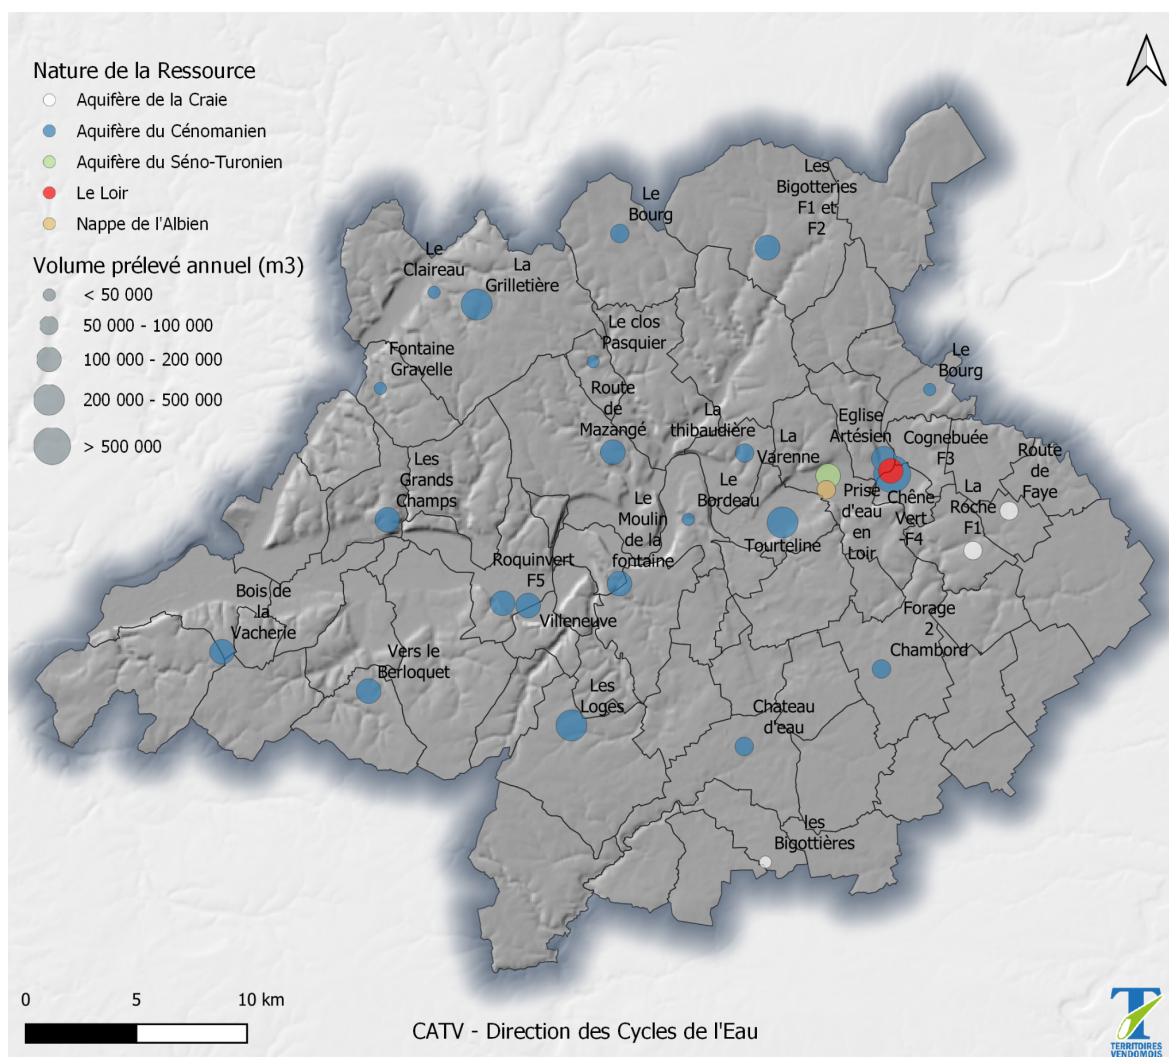 Nature de la Ressource
Aquifère de la Craie
Aquifère du Cénomanien
Aquifère du Séno-Turonien
Le Loir
Nappe de l'Albien
Volume prélevé annuel (m3)
< 50 000
50 000 - 100 000
100 000 - 200 000
200 000 - 500 000
> 500 000
Les
Bigotteries
F1 et
F2
Le
Bourg
Le
Claireau
La
Grilletière
Le clos
Pasquier
Fontaine
Gravelle
Le
Bourg
Route
de
Mazangé
La
thibaudière
La
Varenne
Eglise
Artésien
Cognebuée
F3
Route
de
Faye
Les
Grands
Champs
Le
Bordeau
Le
Moulin
de la
fontaine
Prise
d'eau
en
Loir
Chêne
Vert
-F4
La
Roche
F1
Tourteline
Roquinvert
F5
Villeneuve
Bois de
la
Vacherie
Vers le
Berloquet
Forage
2
Chambord
Les
Loges
Chateau
d'eau
les
Bigottières
0 5 10 km
CATV - Direction des Cycles de l'Eau
TERRITOIRES
VENDOMOIS